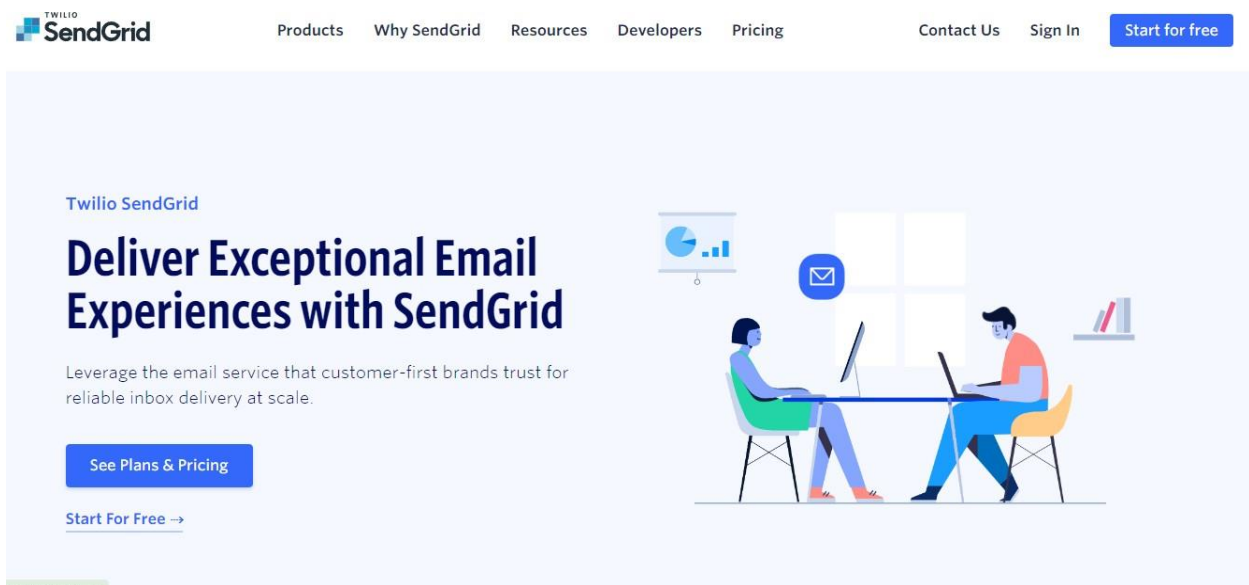 TWILIO
SendGrid
Products Why SendGrid Resources Developers Pricing Contact Us Sign In Start for free
Twilio SendGrid
Deliver Exceptional Email
Experiences with SendGrid
Leverage the email service that customer-first brands trust for
reliable inbox delivery at scale.
See Plans & Pricing
Start For Free →